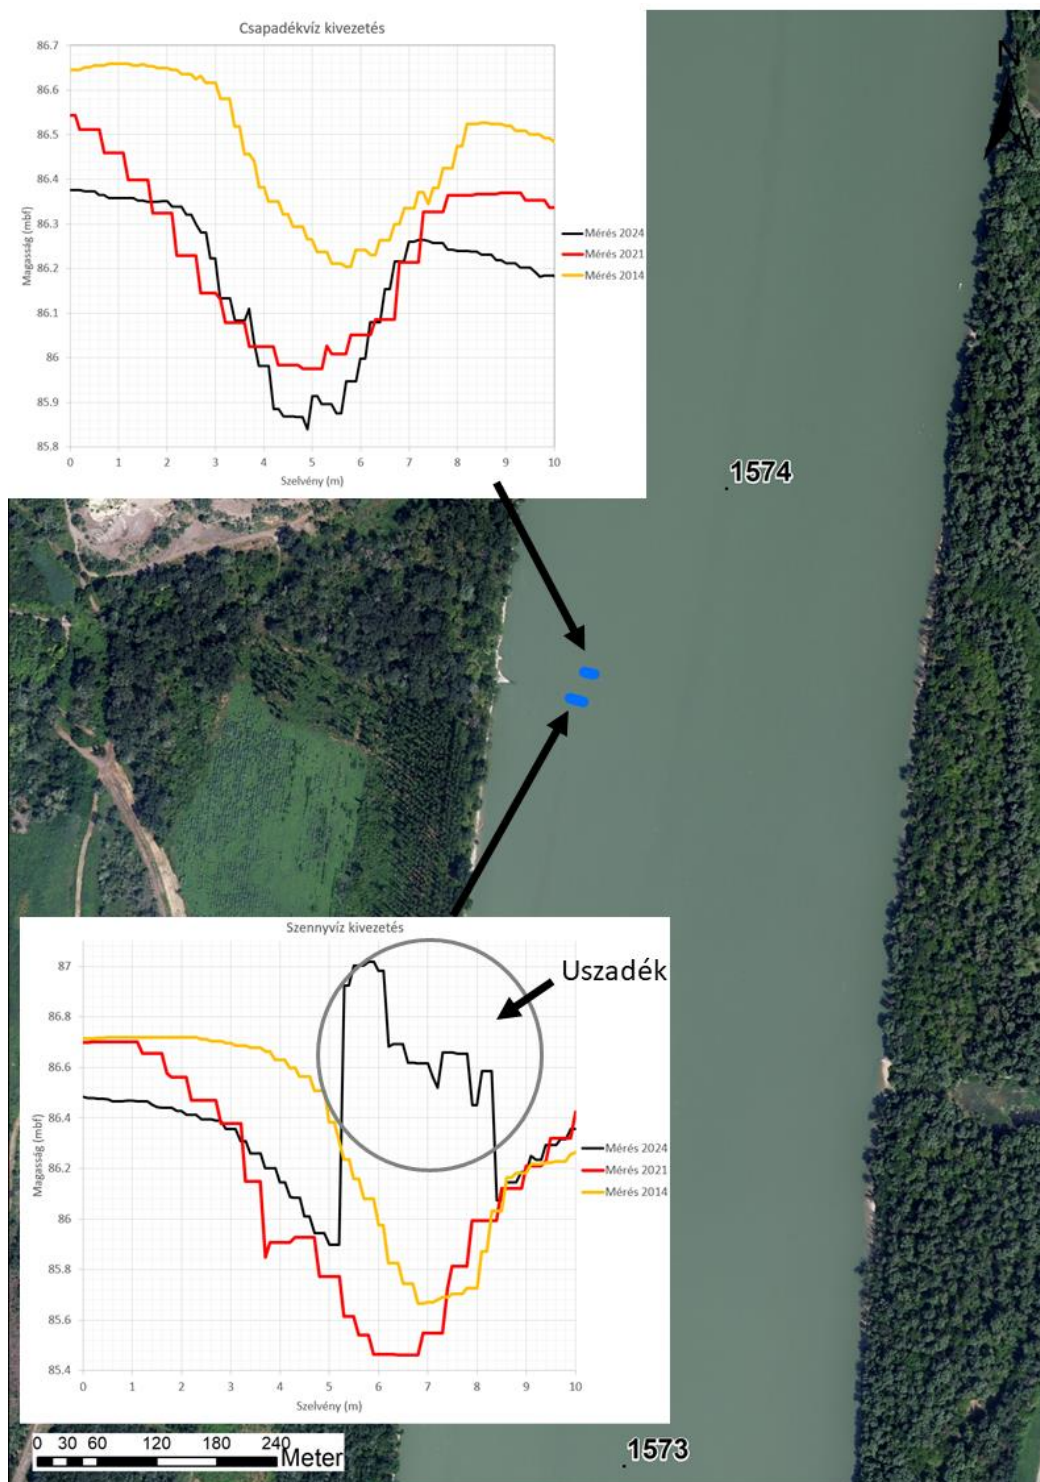 Csapadékvíz kivezetés
86.7
86.6
86.5
86.4
86.3
86.2
86.1
86
85.9
85.8
Magasság (mbf)
0 1 2 3 4 5 6 7 8 9 10
Szelvény (m)
Mérés 2024
Mérés 2021
Mérés 2014
N
1574
Szennyvíz kivezetés
Uszadék
87
86.8
86.6
86.4
86.2
86
85.8
85.6
85.4
Magasság (mbf)
0 1 2 3 4 5 6 7 8 9 10
Szelvény (m)
Mérés 2024
Mérés 2021
Mérés 2014
0 30 60 120 180 240
Meter
1573